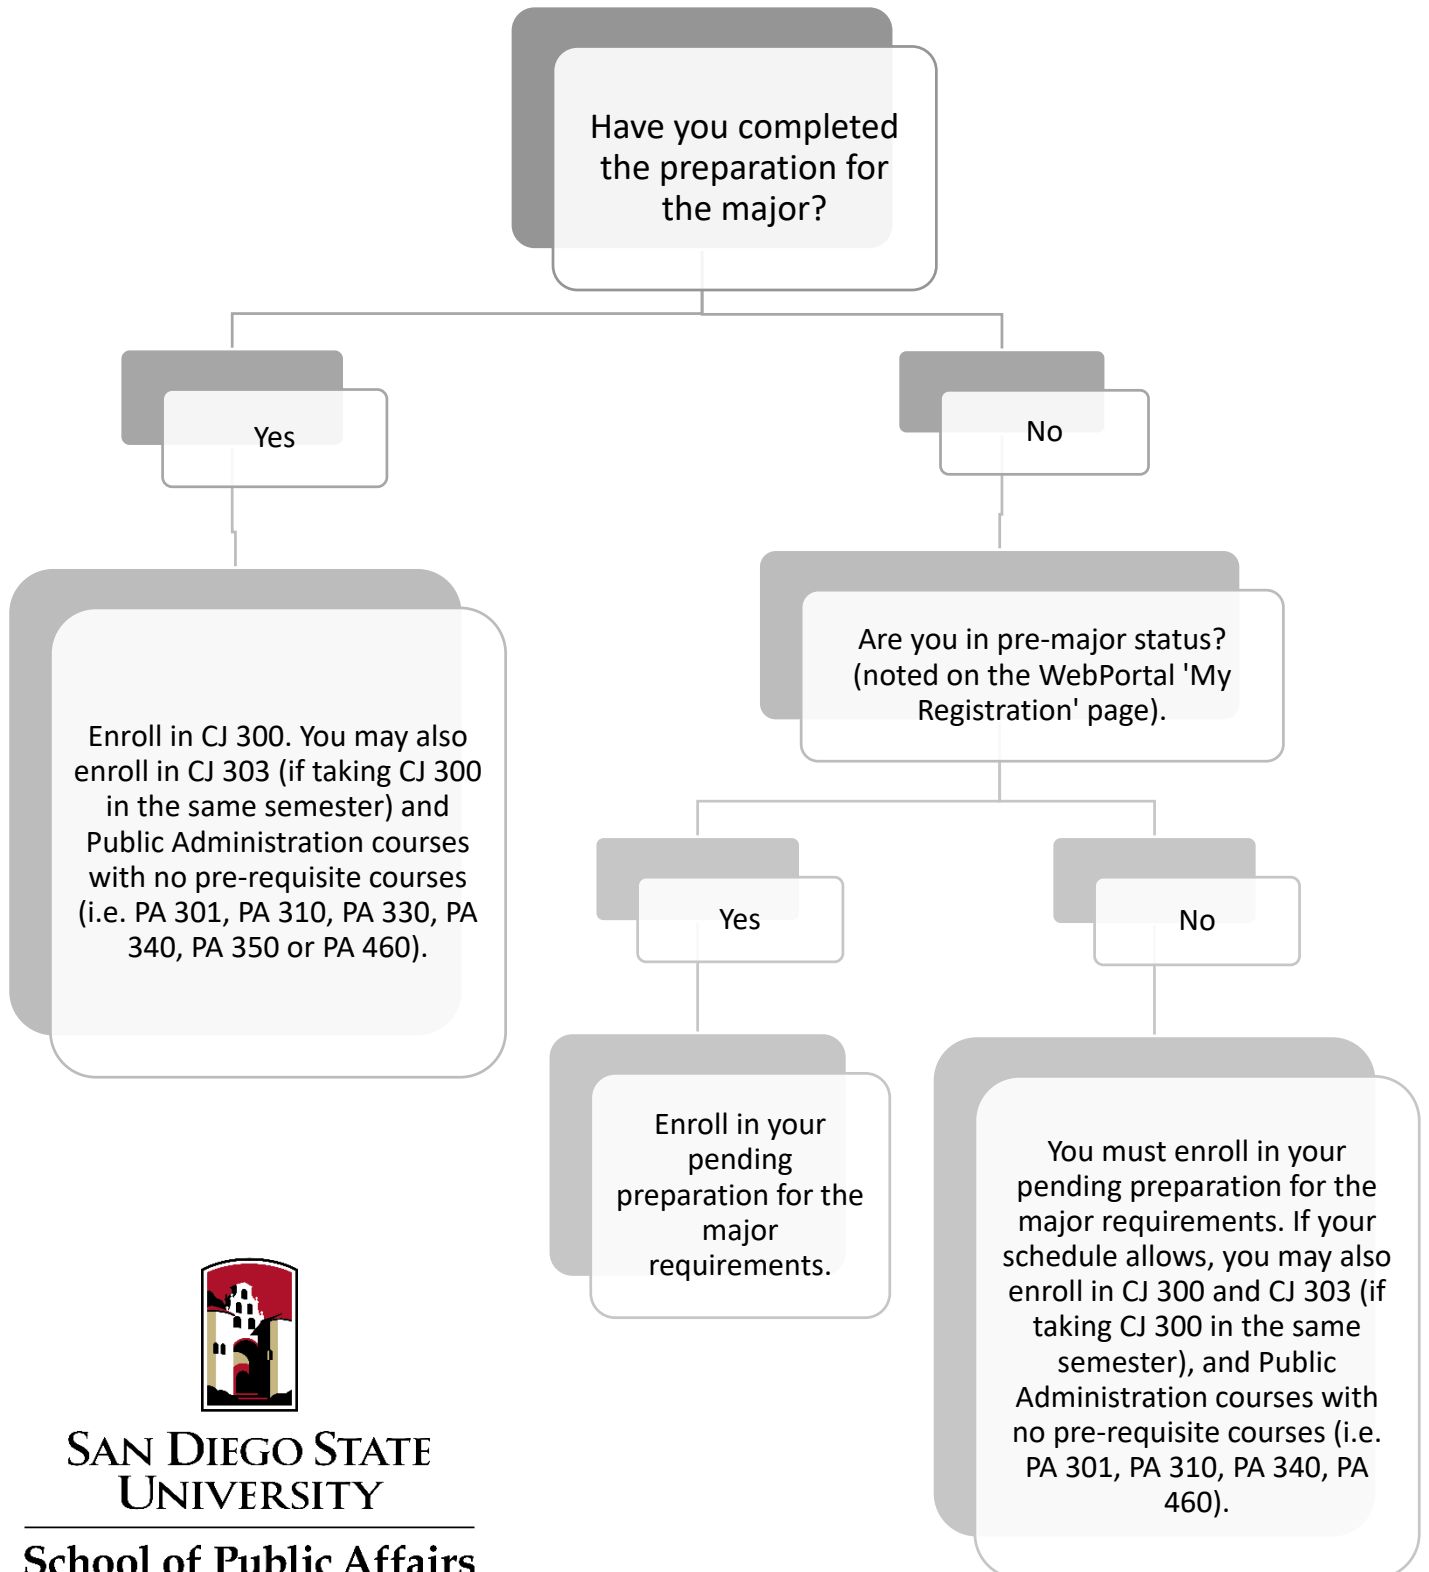 Have you completed
the preparation for
the major?
Yes
No
Enroll in CJ 300. You may also
enroll in CJ 303 (if taking CJ 300
in the same semester) and
Public Administration courses
with no pre-requisite courses
(i.e. PA 301, PA 310, PA 330, PA
340, PA 350 or PA 460).
Are you in pre-major status?
(noted on the WebPortal 'My
Registration' page).
Yes
No
Enroll in your
pending
preparation for the
major
requirements.
You must enroll in your
pending preparation for the
major requirements. If your
schedule allows, you may also
enroll in CJ 300 and CJ 303 (if
taking CJ 300 in the same
semester), and Public
Administration courses with
no pre-requisite courses (i.e.
PA 301, PA 310, PA 340, PA
460).
SAN DIEGO STATE
UNIVERSITY
School of Public Affairs